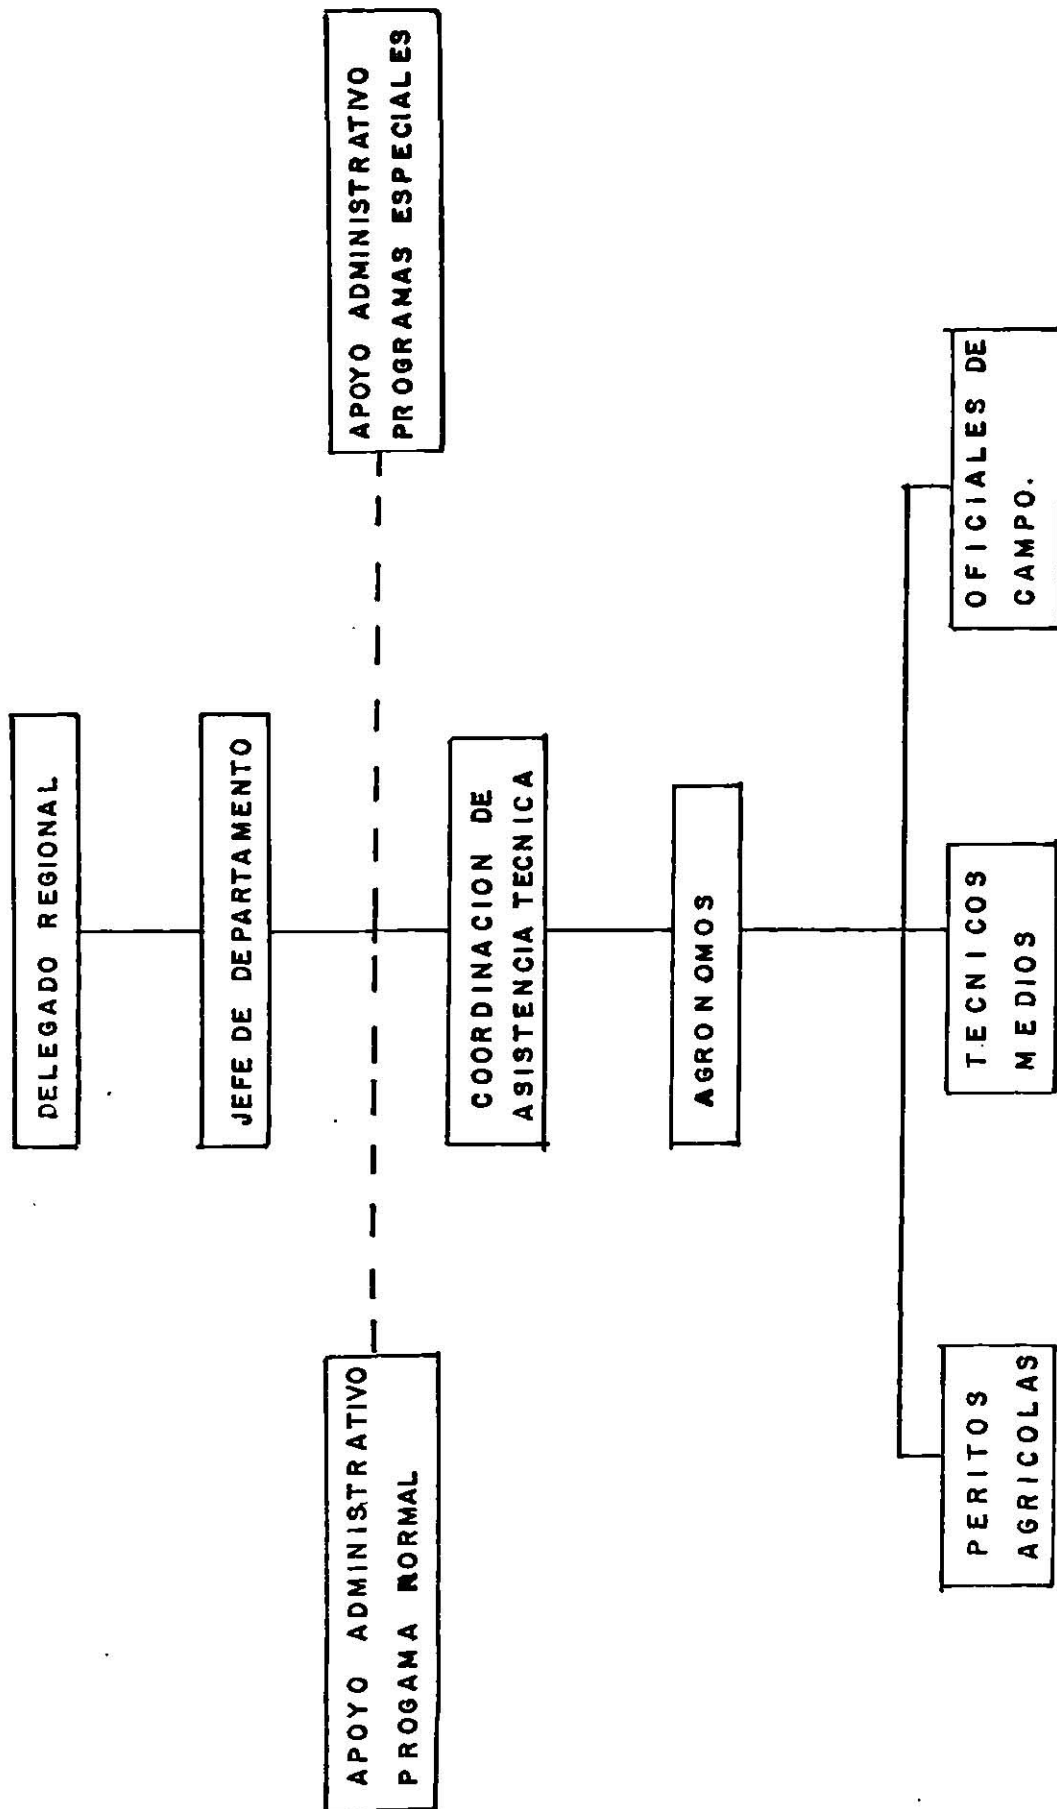 DELEGADO REGIONAL
JEFE DE DEPARTAMENTO
APOYO ADMINISTRATIVO
PROGAMA NORMAL
APOYO ADMINISTRATIVO
PROGRAMAS ESPECIALES
COORDINACION DE
ASISTENCIA TECNICA
AGRONOMOS
PERITOS
AGRICOLAS
TECNICOS
MEDIOS
OFICIALES DE
CAMPO.